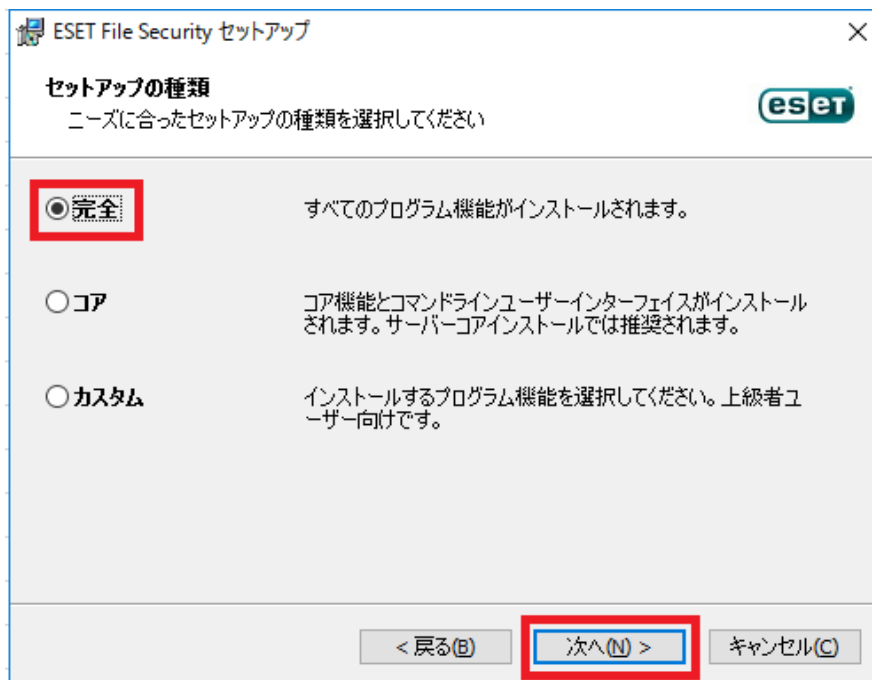 ESET File Security セットアップ
セットアップの種類
ニーズに合ったセットアップの種類を選択してください
eset
完全
すべてのプログラム機能がインストールされます。
コア
コア機能とコマンドラインユーザーインターフェイスがインストール
されます。サーバーコアインストールでは推奨されます。
カスタム
インストールするプログラム機能を選択してください。上級者ユ
ーザー向けです。
< 戻る(B)
次へ(N) >
キャンセル(C)